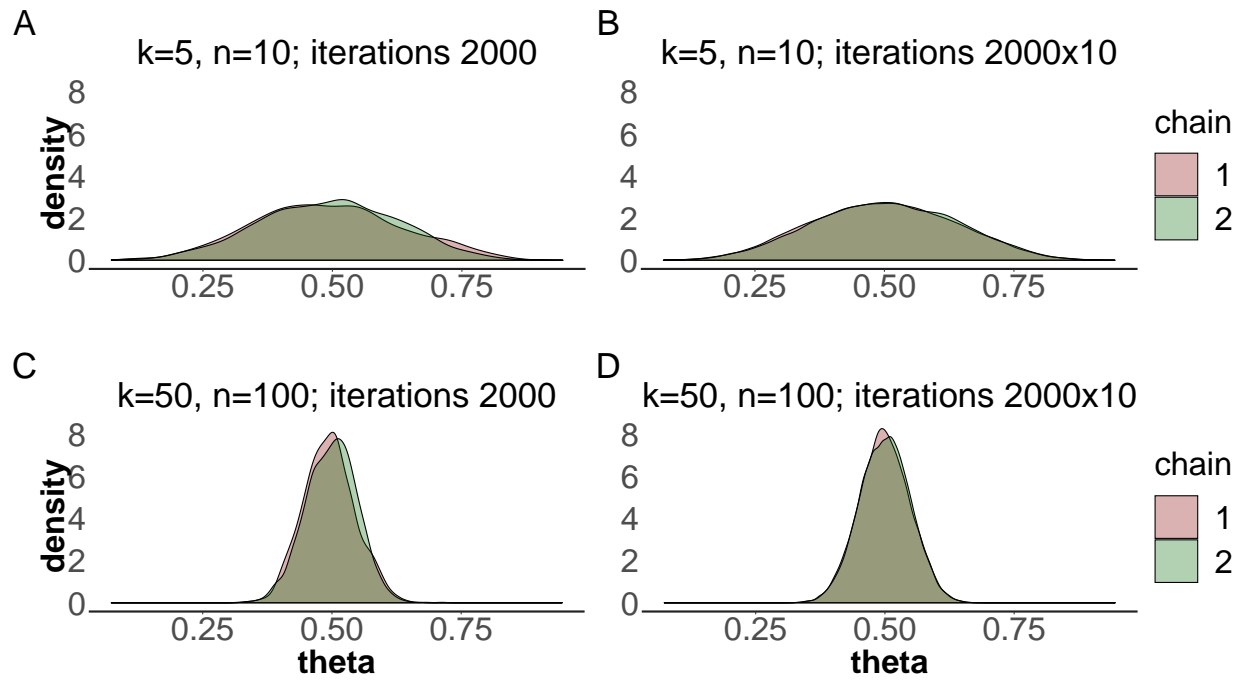 A
k=5, n=10; iterations 2000
8
6
4
2
0
density
0.25 0.50 0.75
B
k=5, n=10; iterations 2000x10
8
6
4
2
0
0.25 0.50 0.75
chain
1
2
C
k=50, n=100; iterations 2000
8
6
4
2
0
density
0.25 0.50 0.75
theta
D
k=50, n=100; iterations 2000x10
8
6
4
2
0
0.25 0.50 0.75
theta
chain
1
2